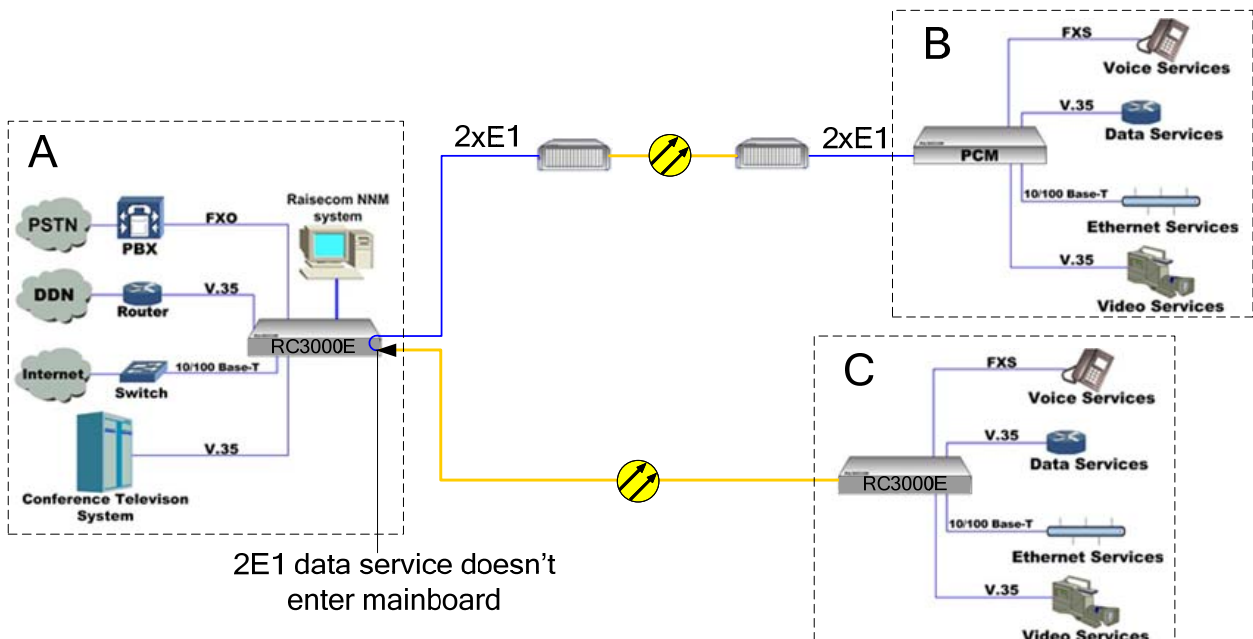 A
PSTN
PBX
FXO
Raisecom NNM
system
DDN
Router
V.35
RC3000E
Internet
Switch
10/100 Base-T
V.35
Conference Televison
System
2E1 data service doesn't
enter mainboard
2xE1
2xE1
B
FXS
Voice Services
V.35
Data Services
PCM
10/100 Base-T
Ethernet Services
V.35
Video Services
C
FXS
Voice Services
V.35
Data Services
RC3000E
10/100 Base-T
Ethernet Services
V.35
Video Services